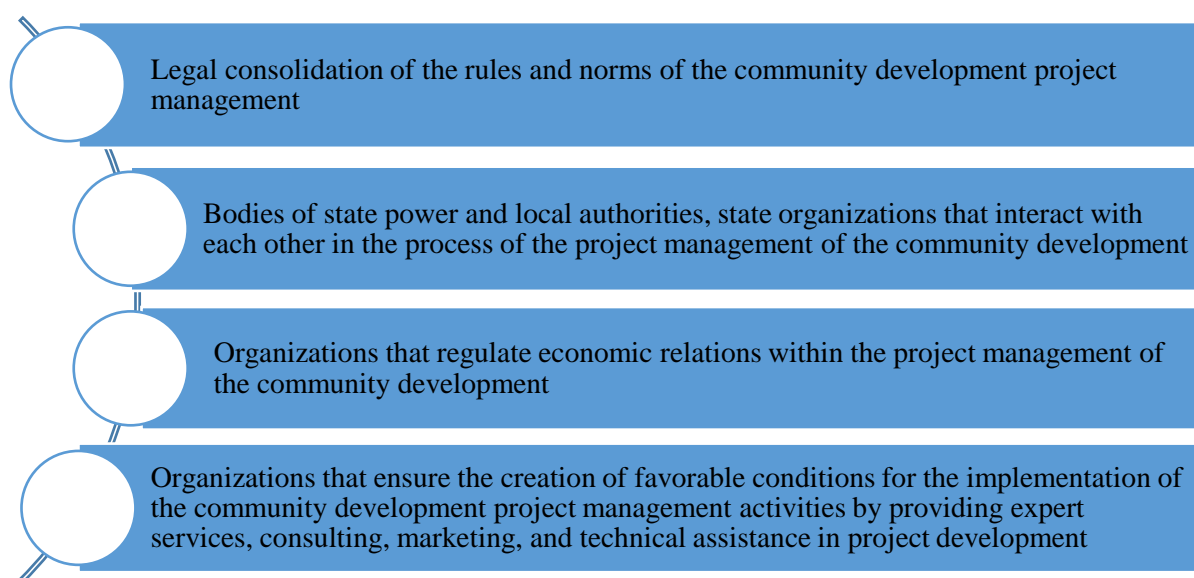 Legal consolidation of the rules and norms of the community development project
management
Bodies of state power and local authorities, state organizations that interact with
each other in the process of the project management of the community development
Organizations that regulate economic relations within the project management of
the community development
Organizations that ensure the creation of favorable conditions for the implementation of
the community development project management activities by providing expert
services, consulting, marketing, and technical assistance in project development